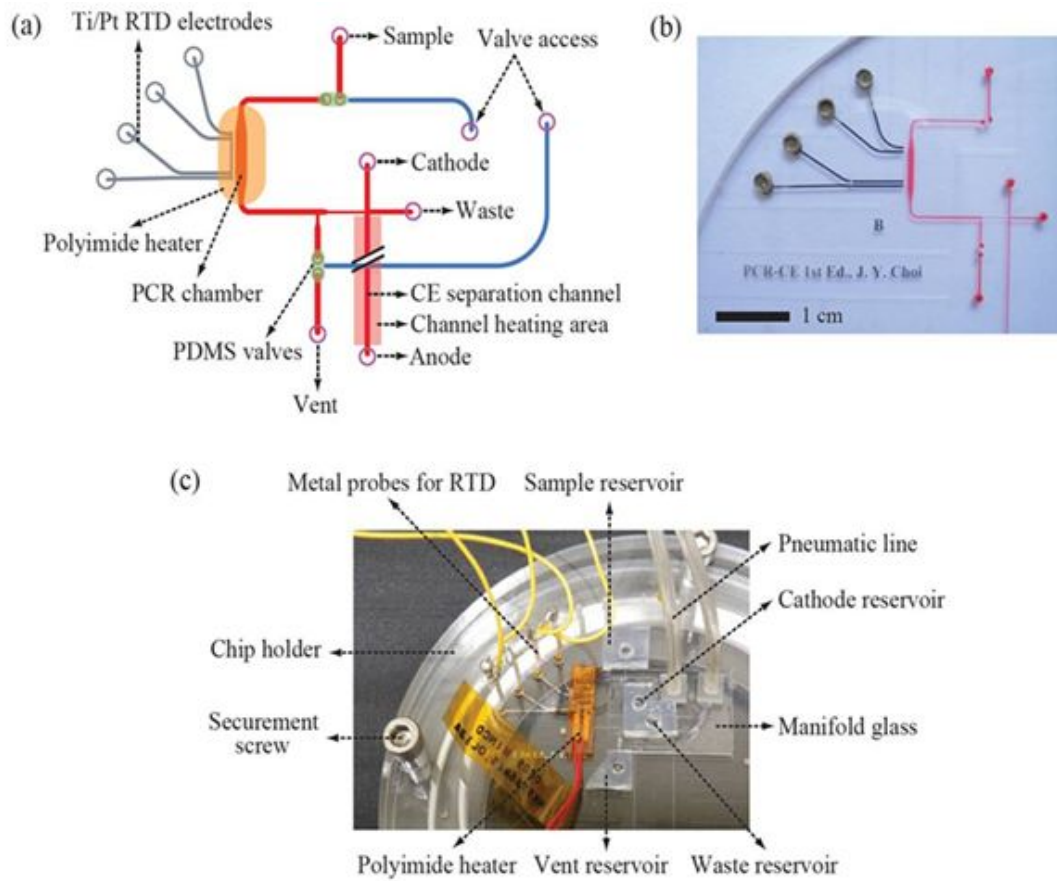 (a)
Ti/Pt RTD electrodes
Sample
Valve access
Cathode
Waste
Polyimide heater
PCR chamber
CE separation channel
Channel heating area
PDMS valves
Anode
Vent
(b)
B
PCR-CE 1st Ed., J. Y. Choi
1 cm
(c)
Metal probes for RTD
Sample reservoir
Pneumatic line
Cathode reservoir
Chip holder
Securement
screw
Manifold glass
Polyimide heater
Vent reservoir
Waste reservoir